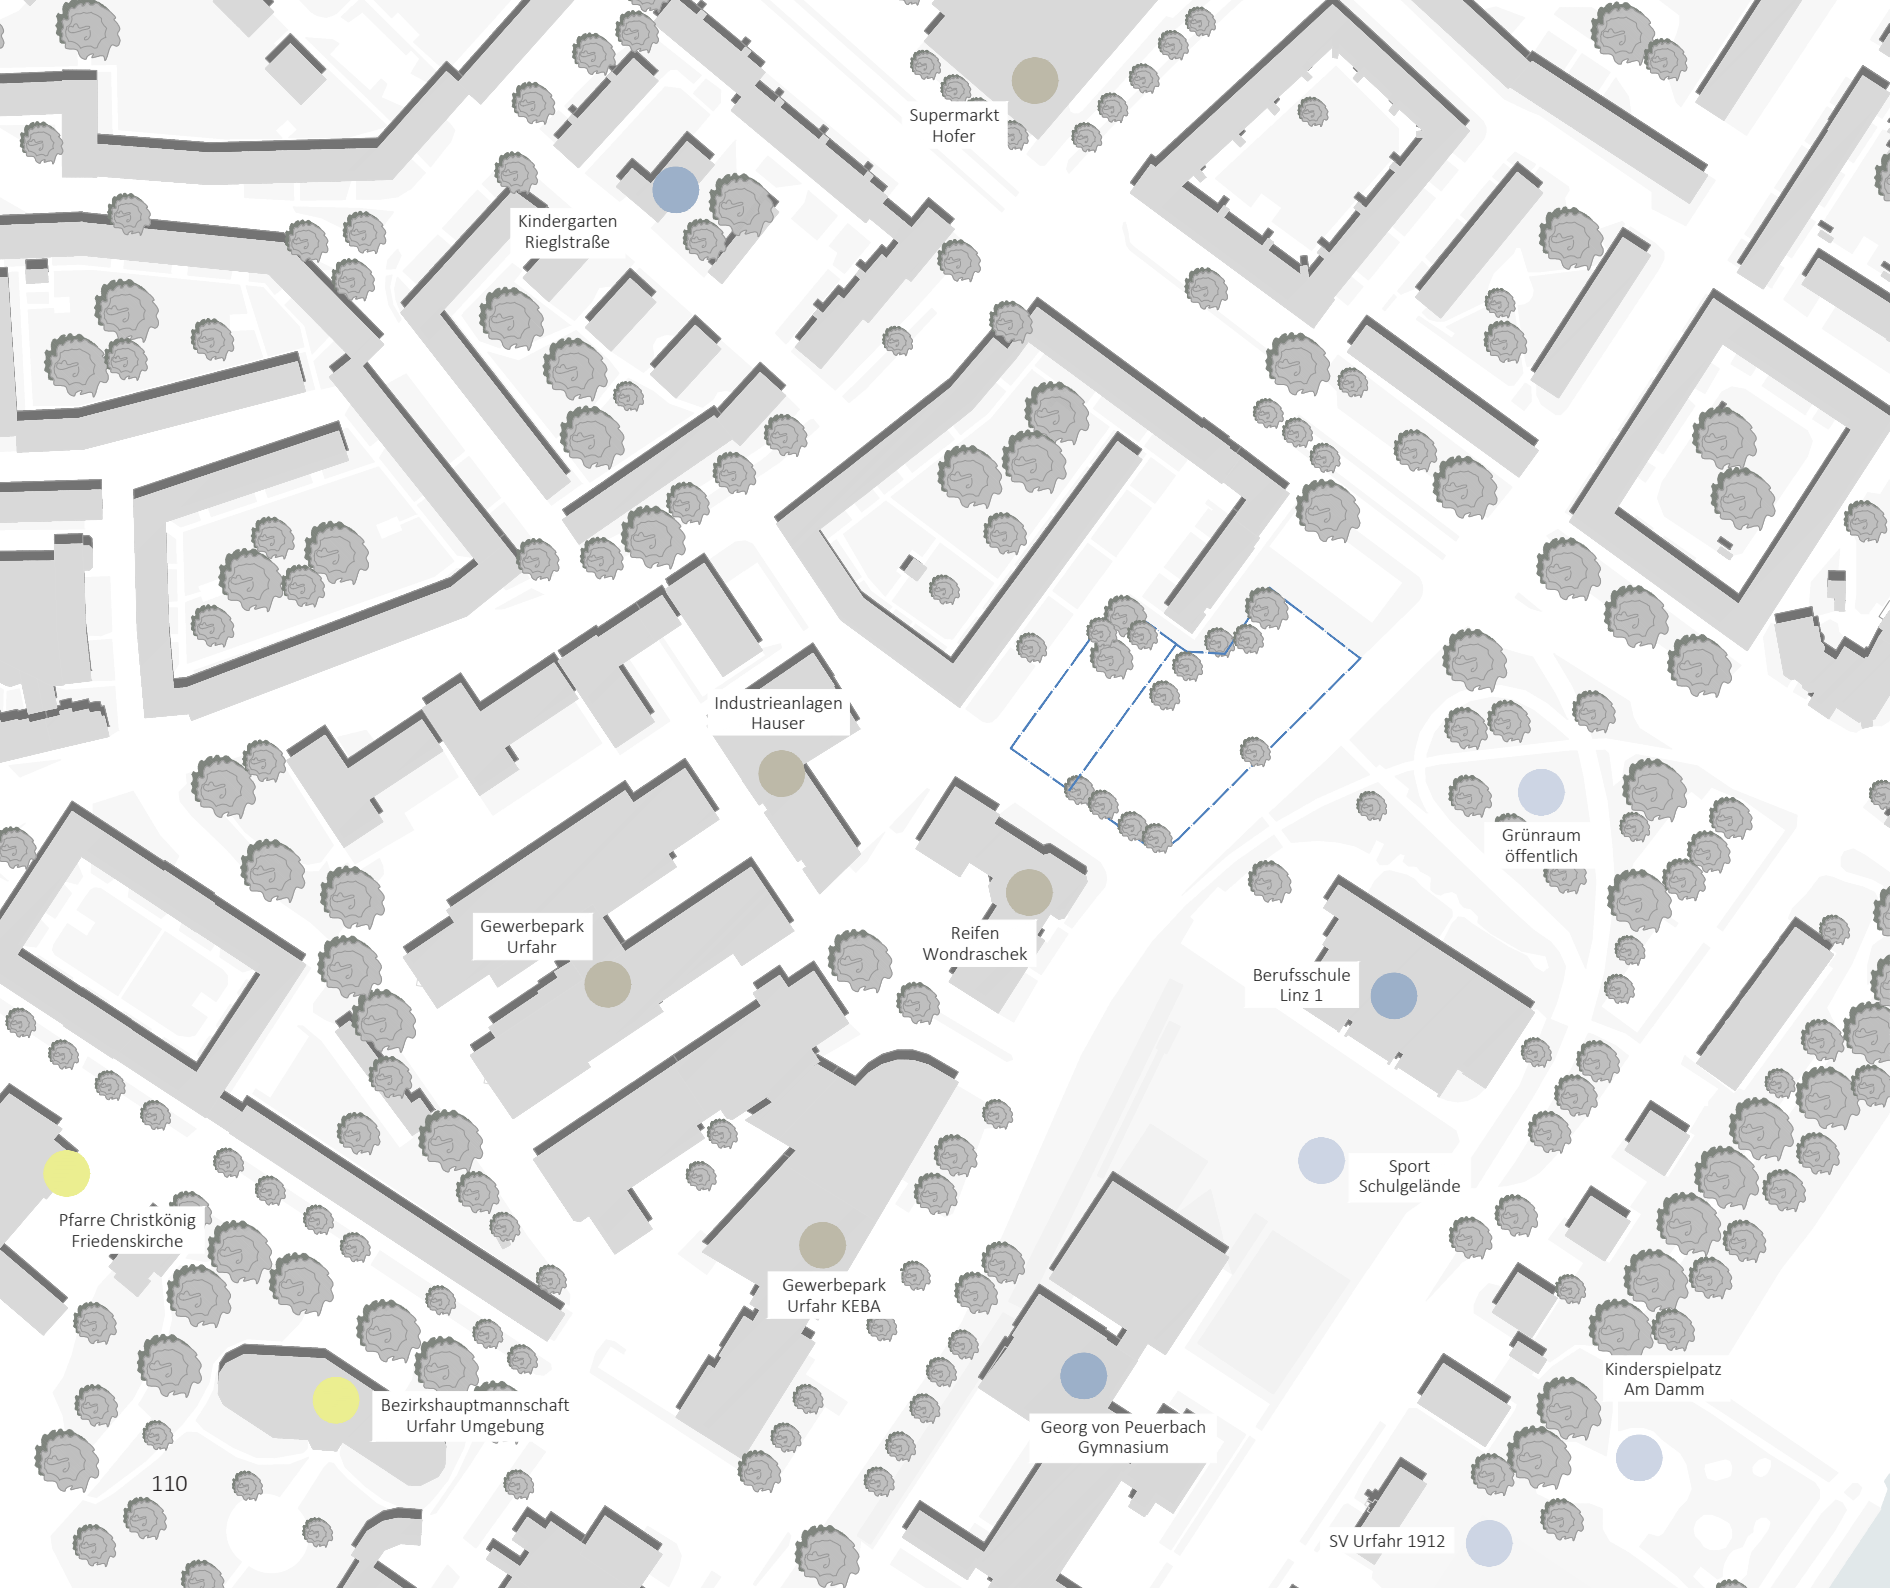 Supermarkt
Hofer
Kindergarten
Rieglstraße
Industrieanlagen
Hauser
Grünraum
öffentlich
Gewerbepark
Urfahr
Reifen
Wondraschek
Berufsschule
Linz 1
Sport
Schulgelände
Pfarre Christkönig
Friedenskirche
Gewerbepark
Urfahr KEBA
Kinderspielpatz
Am Damm
Bezirkshauptmannschaft
Urfahr Umgebung
Georg von Peuerbach
Gymnasium
110
SV Urfahr 1912